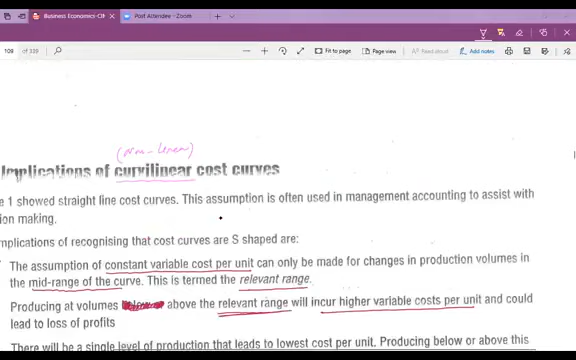 Business Economics-CIM
Post Attendee - Zoom
109 of 339
Fit to page
Page view
Read aloud
Add notes
(Non-linear)
Implications of curvilinear cost curves
e 1 showed straight line cost curves. This assumption is often used in management accounting to assist with
ion making.
mplications of recognising that cost curves are S shaped are:
The assumption of constant variable cost per unit can only be made for changes in production volumes in
the mid-range of the curve. This is termed the relevant range.
Producing at volumes above the relevant range will incur higher variable costs per unit and could
lead to loss of profits
There will be a single level of production that leads to lowest cost per unit. Producing below or above this